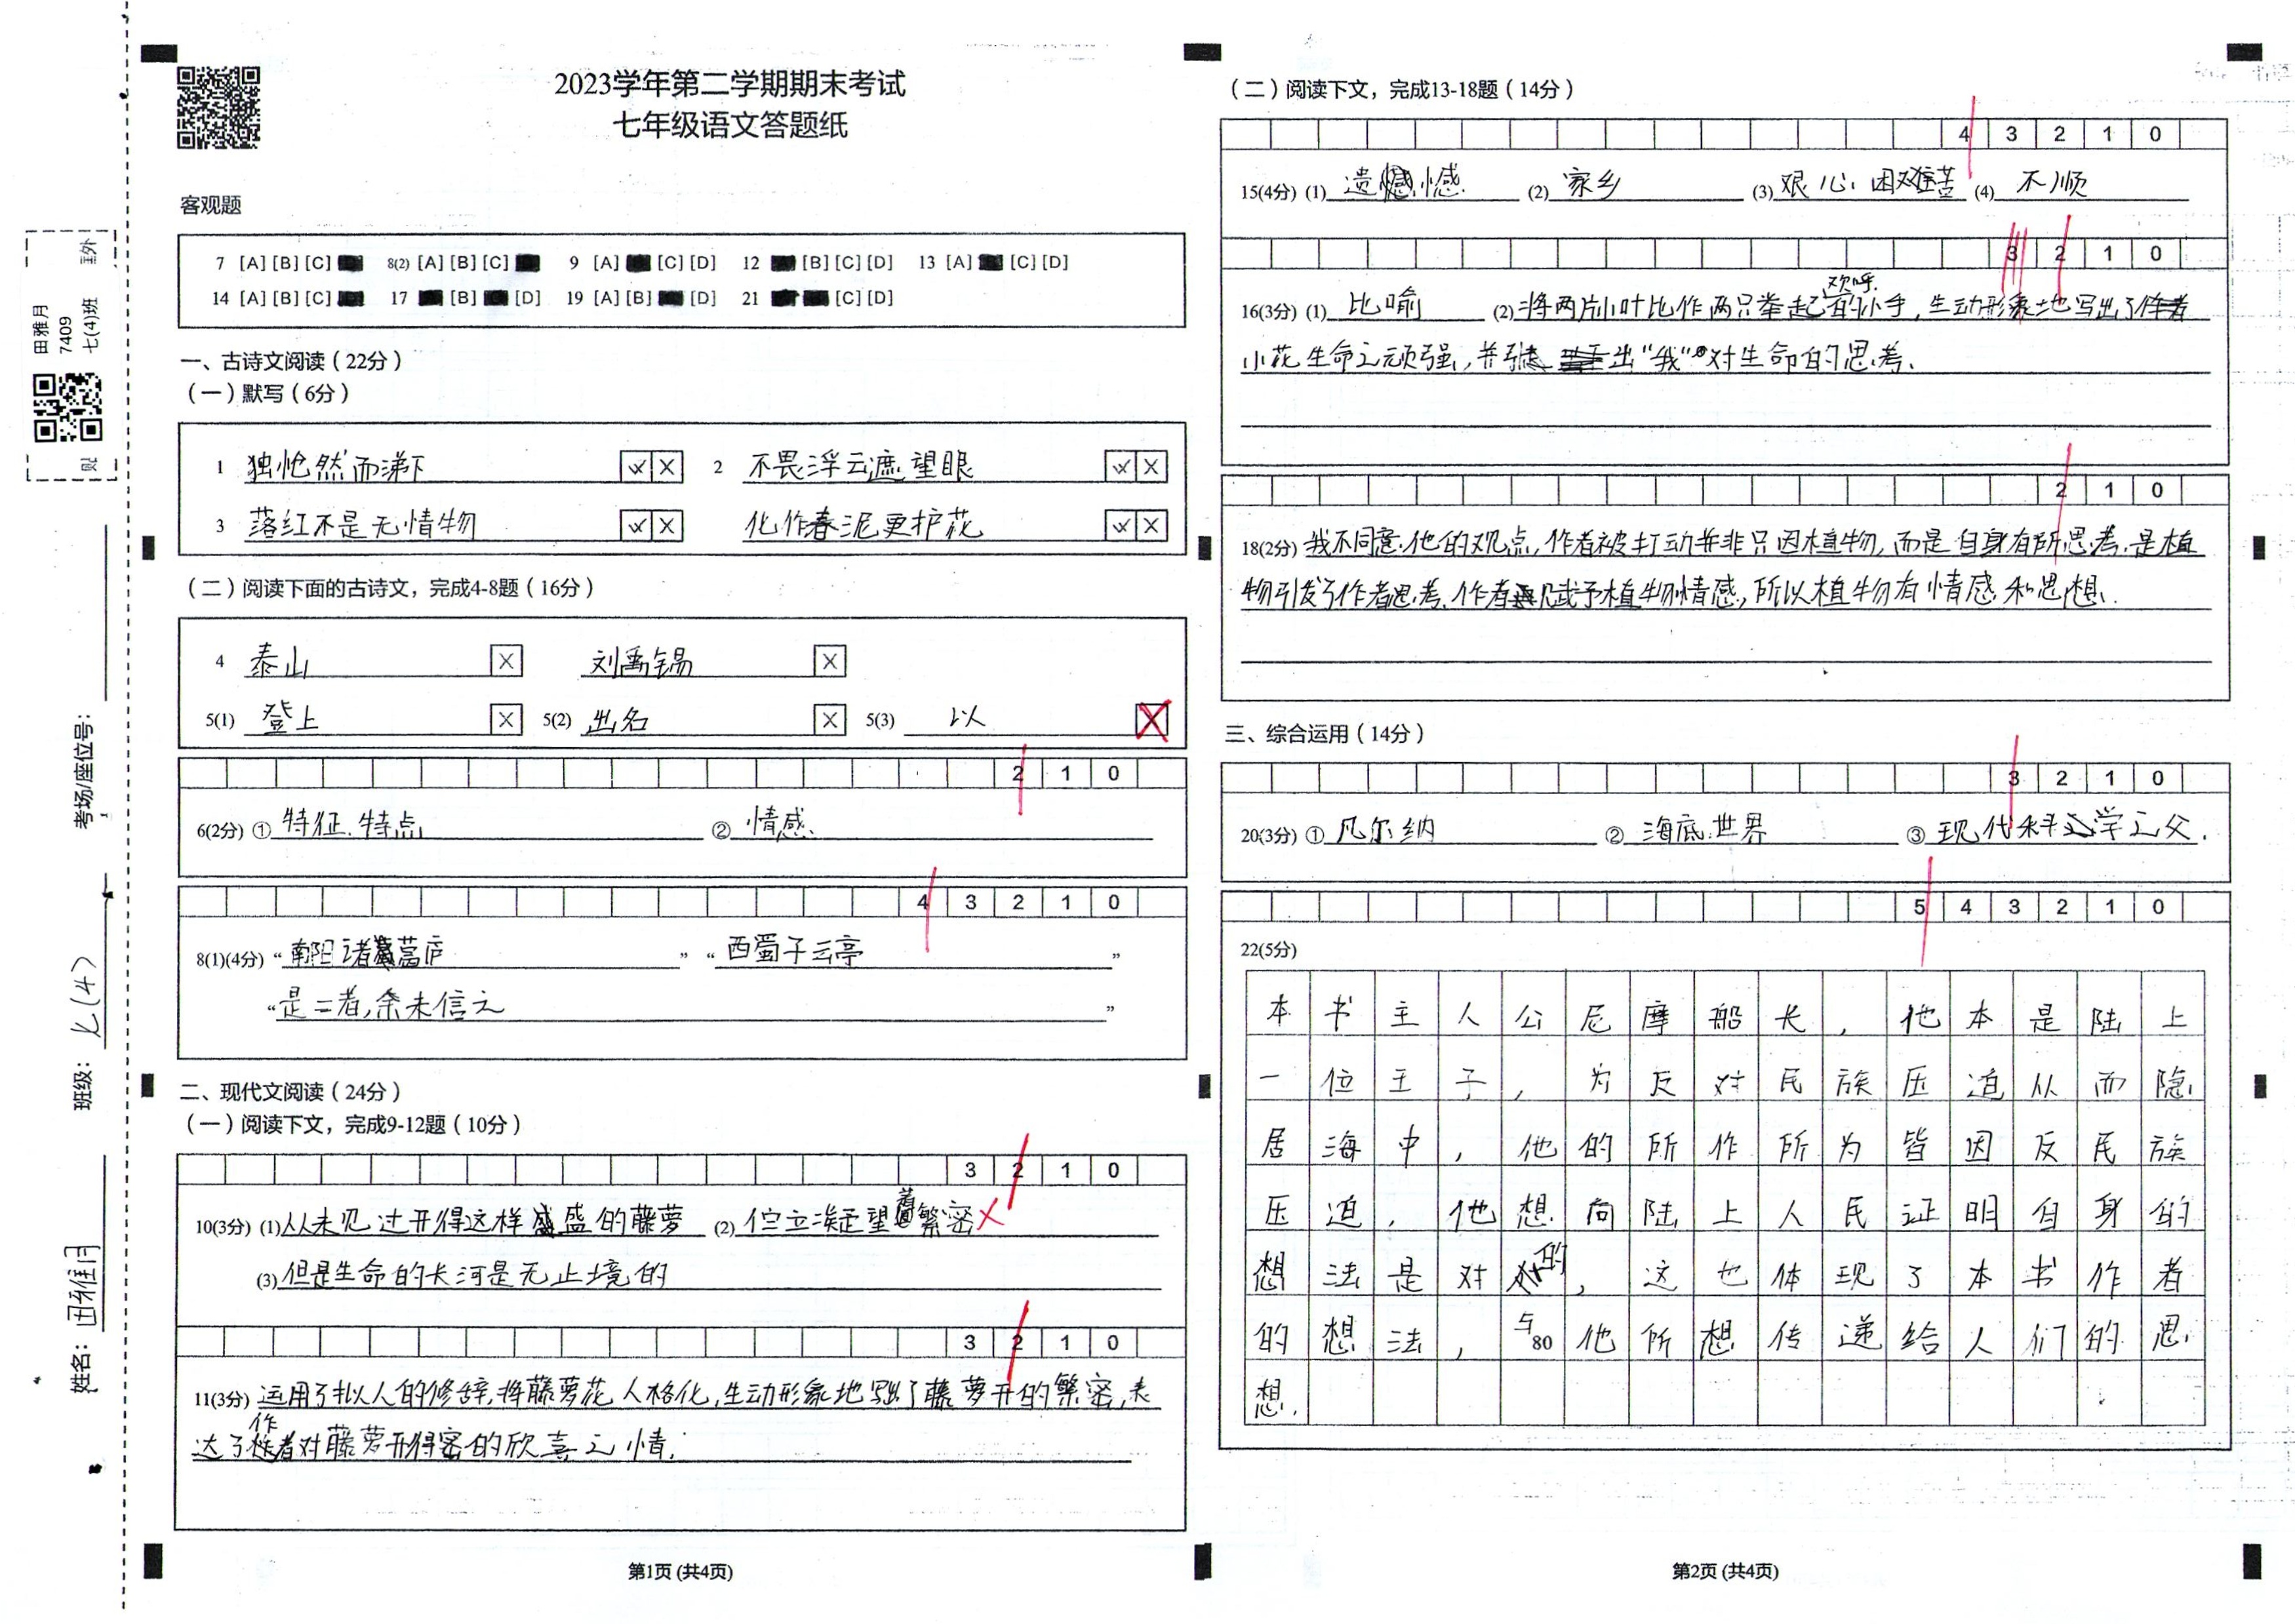 2023学年第二学期期末考试
七年级语文答题纸
客观题
7 [A] [B] [C] 8(2) [A] [B] [C] 9 [A] [C] [D] 12 [B] [C] [D] 13 [A] [C] [D]
14 [A] [B] [C] 17 [B] [D] 19 [A] [B] [D] 21 [C] [D]
一、古诗文阅读（22分）
（一）默写（6分）
1 独怆然而涕下 2 不畏浮云遮望眼
3 落红不是无情物 化作春泥更护花
（二）阅读下面的古诗文，完成4-8题（16分）
4 泰山 X 刘禹锡 X
5(1) 登上 X 5(2) 出名 X 5(3) 以 X
2 1 0
6(2分) ① 特征、特点 ② 情感
4 3 2 1 0
8(1)(4分) “南阳诸葛庐” “西蜀子云亭”
“是二者,余未信之”
二、现代文阅读（24分）
（一）阅读下文，完成9-12题（10分）
3 2 1 0
10(3分) (1)从未见过开得这样盛的藤萝 (2)伫立凝望着繁密
(3)但是生命的长河是无止境的
3 2 1 0
11(3分) 运用了拟人的修辞,将藤萝花人格化,生动形象地写出了藤萝开的繁密,表
达了作者对藤萝开得密的欣喜之情.
第1页 (共4页)
（二）阅读下文，完成13-18题（14分）
4 3 2 1 0
15(4分) (1) 遗憾 (2) 家乡 (3) 艰心困难苦 (4) 不顺
3 2 1 0
16(3分) (1) 比喻 (2)将两片小叶比作两只举起欢呼的小手,生动形象地写出了
小花生命之顽强,并引出“我”对生命的思考.
2 1 0
18(2分) 我不同意他的观点,作者被打动并非只因植物,而是自身有所思考.是植
物引发了作者思考.作者赋予植物情感,所以植物有情感和思想.
三、综合运用（14分）
3 2 1 0
20(3分) ① 凡尔纳 ② 海底世界 ③ 现代科学之父.
5 4 3 2 1 0
22(5分)
本书主人公尼摩船长,他本是陆上
一位王子,为反对民族压迫从而隐
居海中,他的所作所为皆因反民族
压迫,他想向陆上人民证明自身的
想法是对的,这也体现了本书作者
的想法,与80他所想传递给人们的思
想.
第2页 (共4页)
田雅月
7409
七(4)班
考场/座位号：
班级： 七(4)
姓名： 田雅月